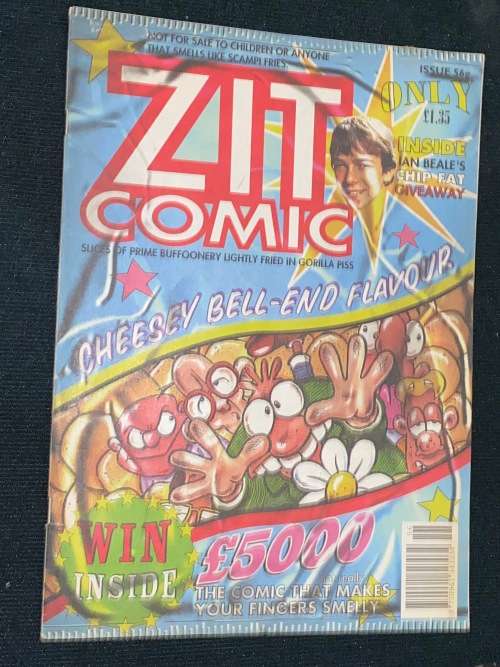 NOT FOR SALE TO CHILDREN OR ANYONE
THAT SMELLS LIKE SCAMPI FRIES.
ISSUE 56g
ZIT
COMIC
ONLY
£1.35
INSIDE
IAN BEALE'S
CHIP FAT
GIVEAWAY
SLICES OF PRIME BUFFOONERY LIGHTLY FRIED IN GORILLA PISS
CHEESEY BELL-END FLAVOUR
WIN
INSIDE
£5000
THE COMIC THAT MAKES
YOUR FINGERS SMELLY